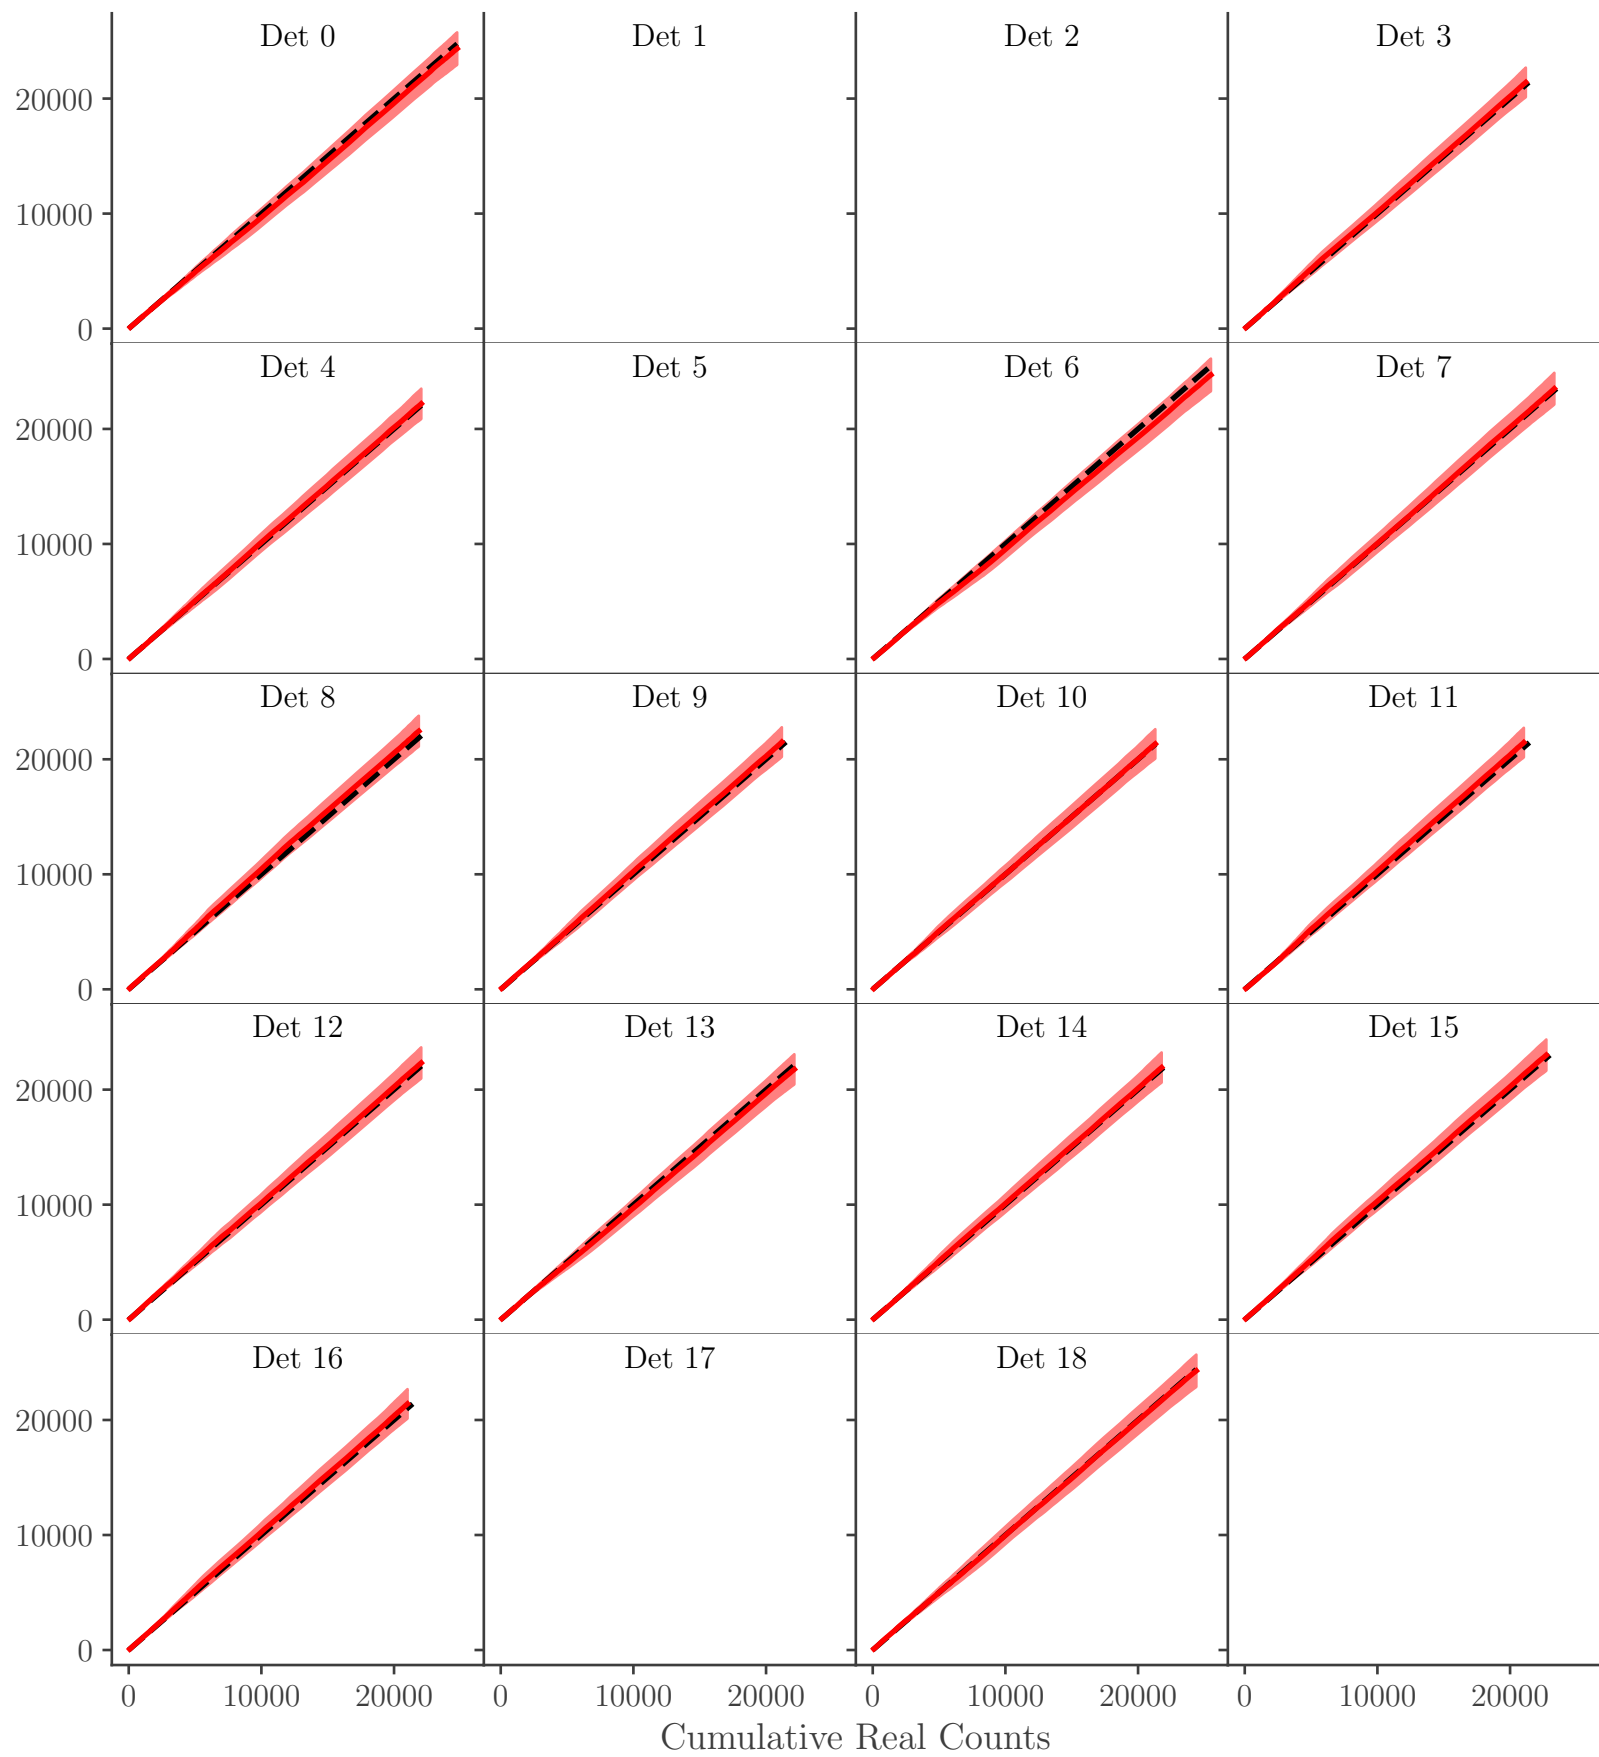 Det 0 Det 1 Det 2 Det 3
20000
10000
0
Det 4 Det 5 Det 6 Det 7
20000
10000
0
Det 8 Det 9 Det 10 Det 11
20000
10000
0
Det 12 Det 13 Det 14 Det 15
20000
10000
0
Det 16 Det 17 Det 18
20000
10000
0
0 10000 20000 0 10000 20000 0 10000 20000 0 10000 20000
Cumulative Real Counts